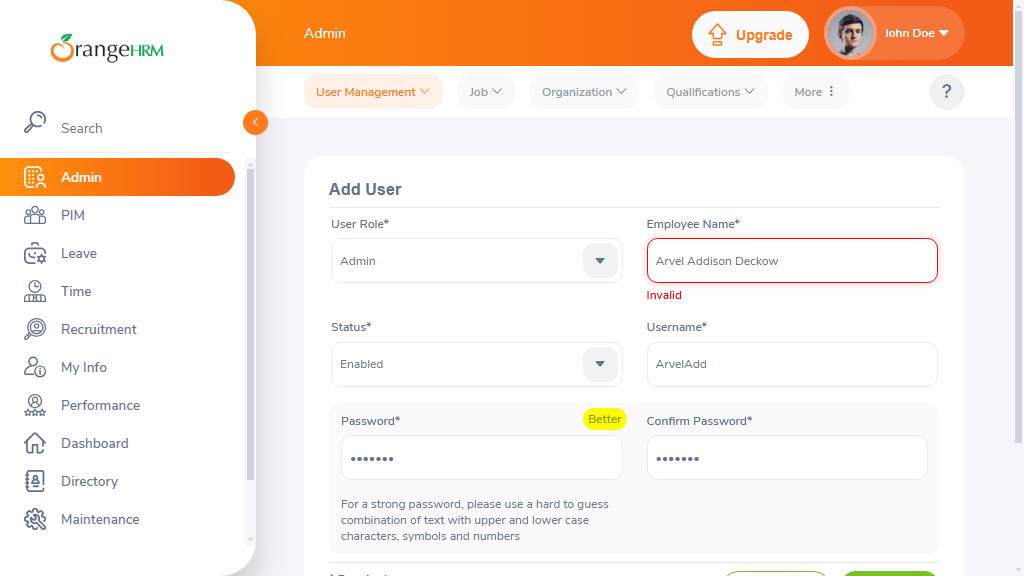 OrangeHRM
Admin
Upgrade
John Doe
User Management
Job
Organization
Qualifications
More
?
Search
Admin
PIM
Leave
Time
Recruitment
My Info
Performance
Dashboard
Directory
Maintenance
Add User
User Role*
Employee Name*
Admin
Arvel Addison Deckow
Invalid
Status*
Username*
Enabled
ArvelAdd
Password*
Better
Confirm Password*
•••••••
•••••••
For a strong password, please use a hard to guess
combination of text with upper and lower case
characters, symbols and numbers